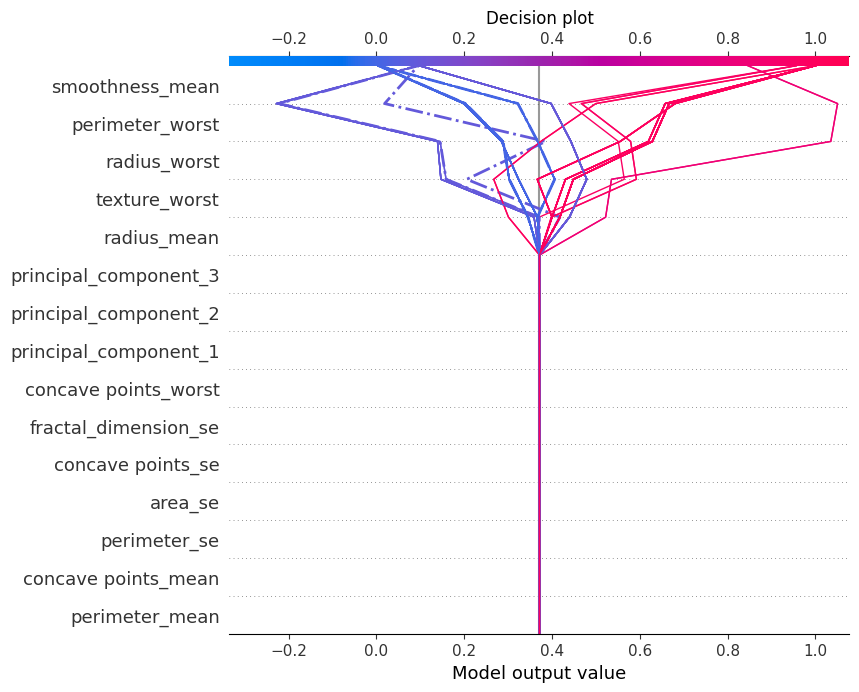 Decision plot
−0.2 0.0 0.2 0.4 0.6 0.8 1.0
smoothness_mean
perimeter_worst
radius_worst
texture_worst
radius_mean
principal_component_3
principal_component_2
principal_component_1
concave points_worst
fractal_dimension_se
concave points_se
area_se
perimeter_se
concave points_mean
perimeter_mean
−0.2 0.0 0.2 0.4 0.6 0.8 1.0
Model output value